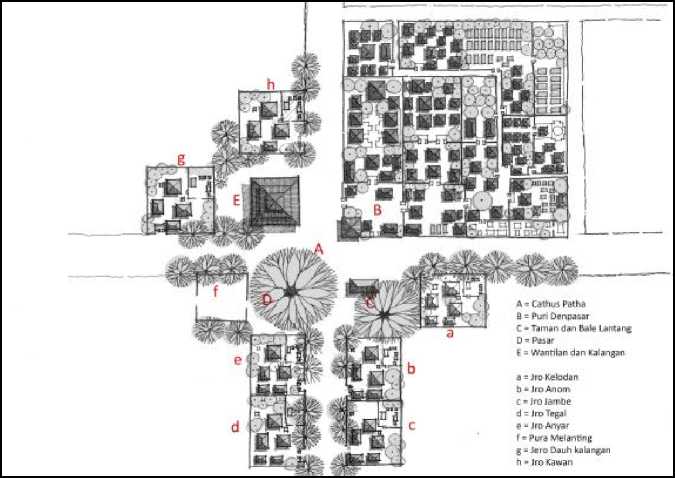 h
g
E
B
A
f
D
C
a
e
b
d
c
A = Cathus Patha
B = Puri Denpasar
C = Taman dan Bale Lantang
D = Pasar
E = Wantilan dan Kalangan
a = Jro Kelodan
b = Jro Anom
c = Jro Jambe
d = Jro Tegal
e = Jro Anyar
f = Pura Melanting
g = Jero Dauh kalangan
h = Jro Kawan